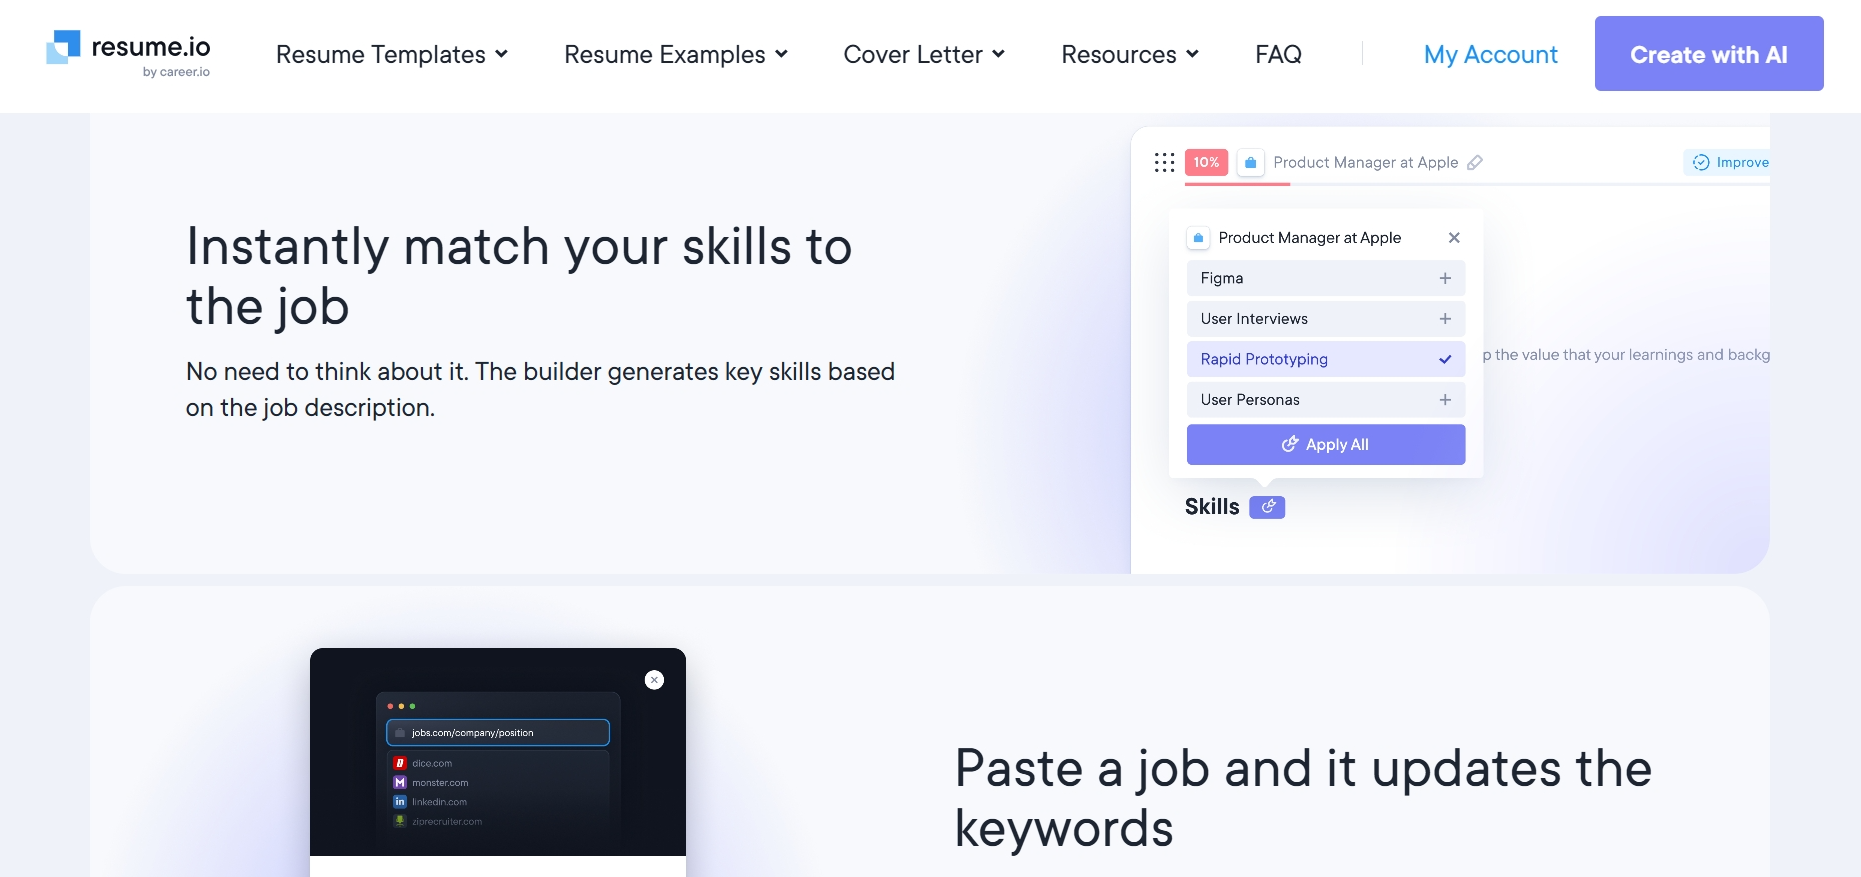 resume.io
by career.io
Resume Templates
Resume Examples
Cover Letter
Resources
FAQ
My Account
Create with AI
Instantly match your skills to
the job
No need to think about it. The builder generates key skills based
on the job description.
10%
Product Manager at Apple
Improve
Product Manager at Apple
Figma
User Interviews
Rapid Prototyping
User Personas
Apply All
p the value that your learnings and backg
Skills
jobs.com/company/position
dice.com
monster.com
linkedin.com
ziprecruiter.com
Paste a job and it updates the
keywords